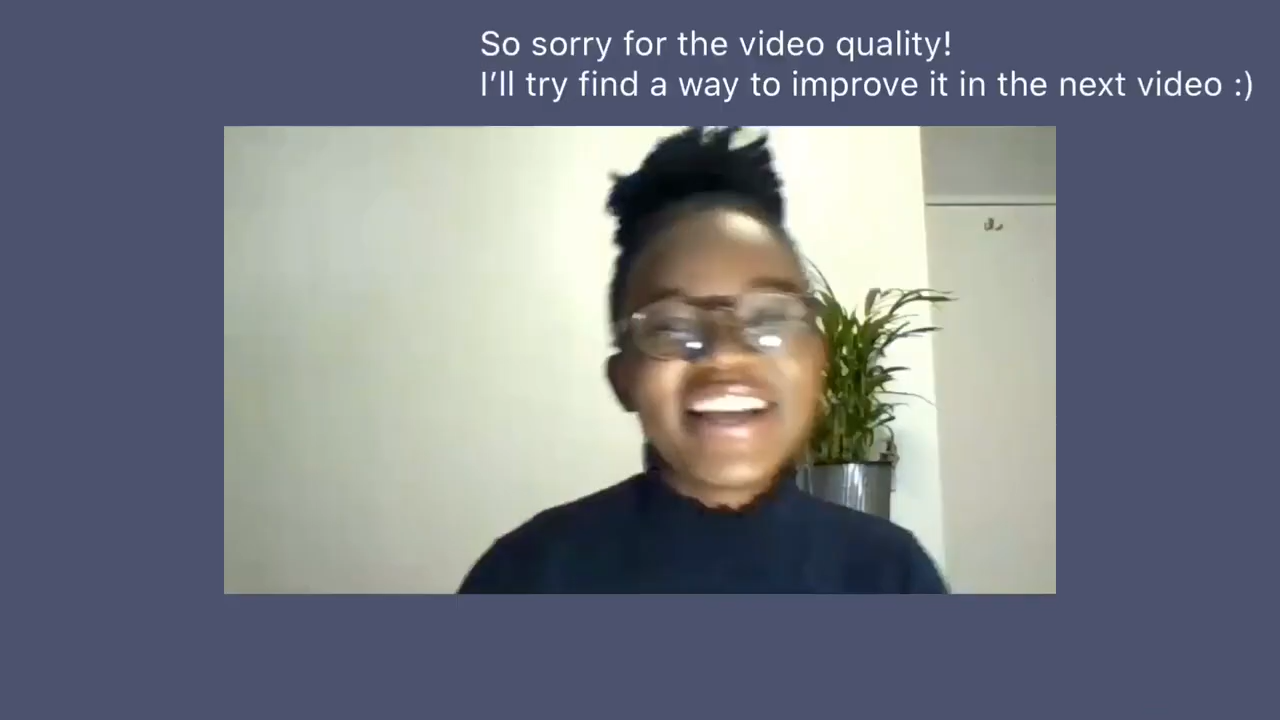 So sorry for the video quality!
I’ll try find a way to improve it in the next video :)